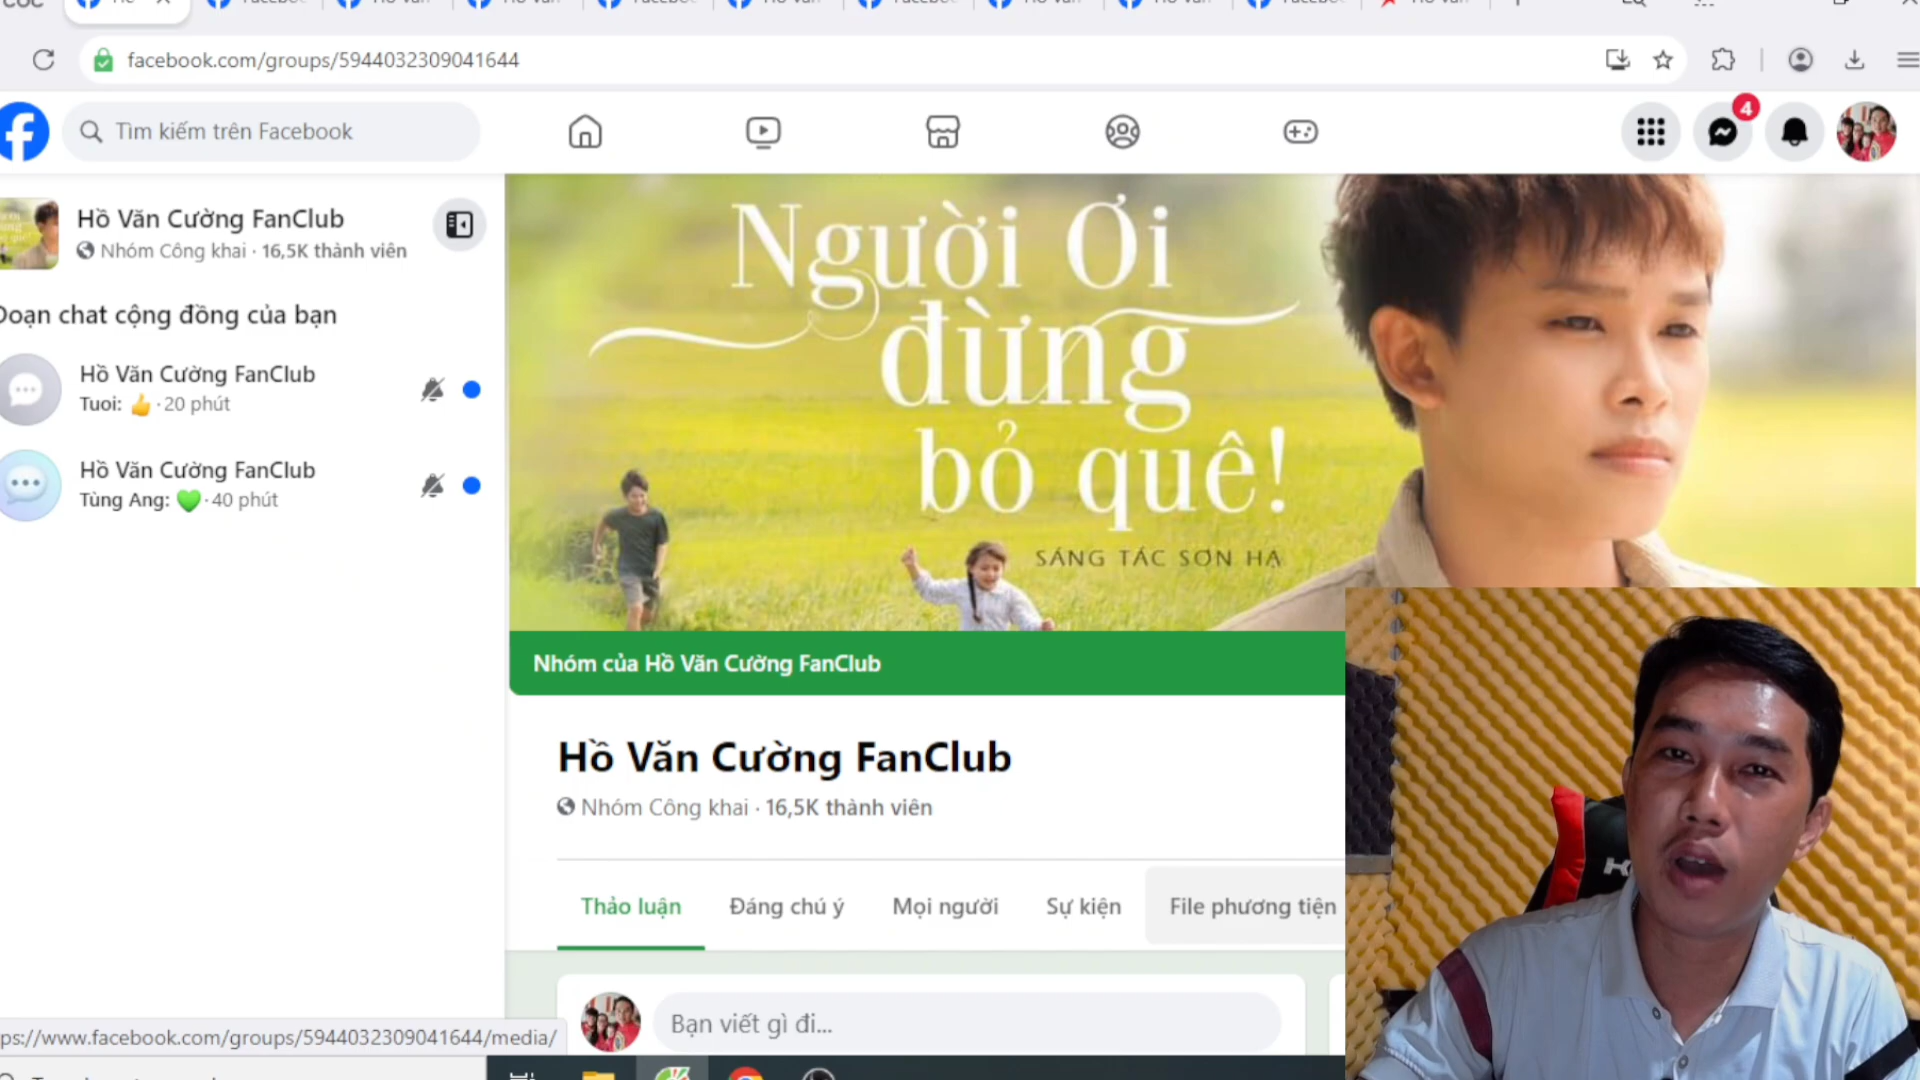 facebook.com/groups/5944032309041644
Tìm kiếm trên Facebook
4
Hồ Văn Cường FanClub
Nhóm Công khai · 16,5K thành viên
Đoạn chat cộng đồng của bạn
Hồ Văn Cường FanClub
Tuoi: 👍 · 20 phút
Hồ Văn Cường FanClub
Tùng Ang: 💚 · 40 phút
Người Ơi
đừng
bỏ quê!
SÁNG TÁC SƠN HẠ
Nhóm của Hồ Văn Cường FanClub
Hồ Văn Cường FanClub
Nhóm Công khai · 16,5K thành viên
Thảo luận
Đáng chú ý
Mọi người
Sự kiện
File phương tiện
Bạn viết gì đi...
ps://www.facebook.com/groups/5944032309041644/media/